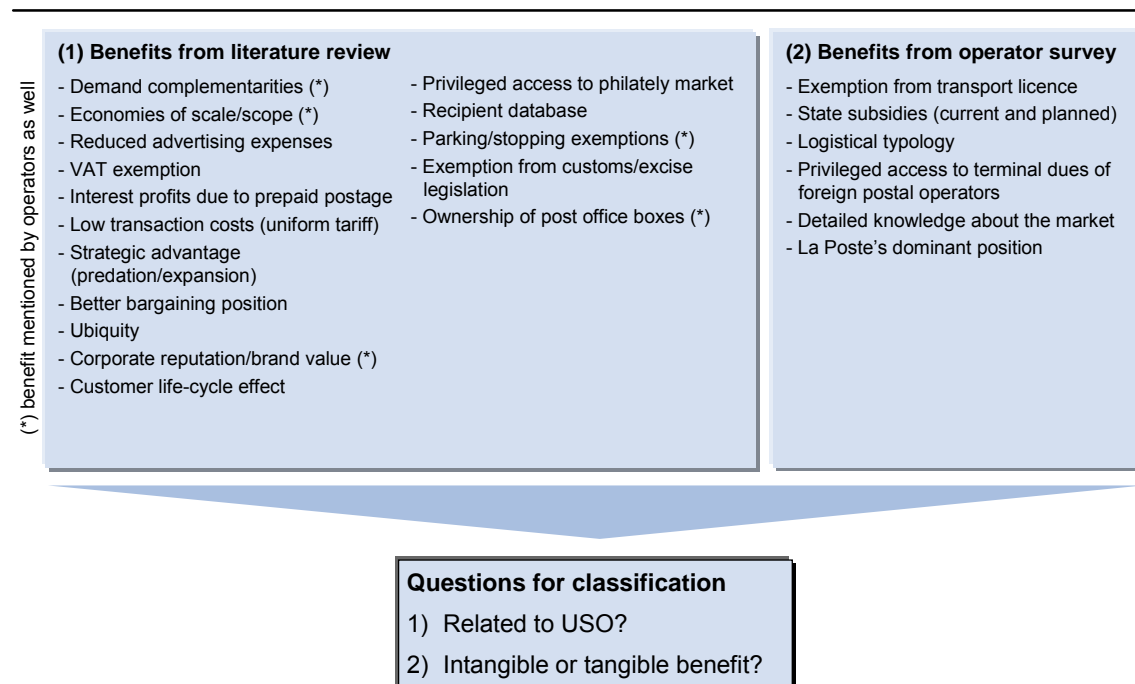 (*) benefit mentioned by operators as well
(1) Benefits from literature review
- Demand complementarities (*)
- Economies of scale/scope (*)
- Reduced advertising expenses
- VAT exemption
- Interest profits due to prepaid postage
- Low transaction costs (uniform tariff)
- Strategic advantage
(predation/expansion)
- Better bargaining position
- Ubiquity
- Corporate reputation/brand value (*)
- Customer life-cycle effect
- Privileged access to philately market
- Recipient database
- Parking/stopping exemptions (*)
- Exemption from customs/excise
legislation
- Ownership of post office boxes (*)
(2) Benefits from operator survey
- Exemption from transport licence
- State subsidies (current and planned)
- Logistical typology
- Privileged access to terminal dues of
foreign postal operators
- Detailed knowledge about the market
- La Poste’s dominant position
Questions for classification
1) Related to USO?
2) Intangible or tangible benefit?